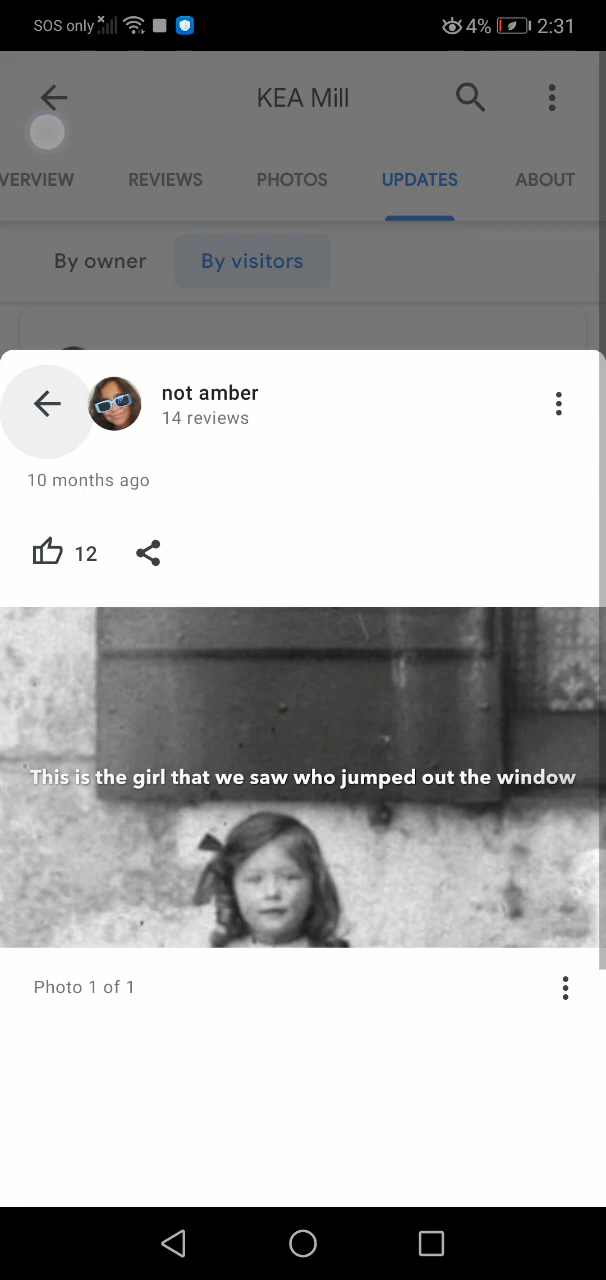 SOS only
4%
2:31
KEA Mill
VERVIEW
REVIEWS
PHOTOS
UPDATES
ABOUT
By owner
By visitors
not amber
14 reviews
10 months ago
12
This is the girl that we saw who jumped out the window
Photo 1 of 1